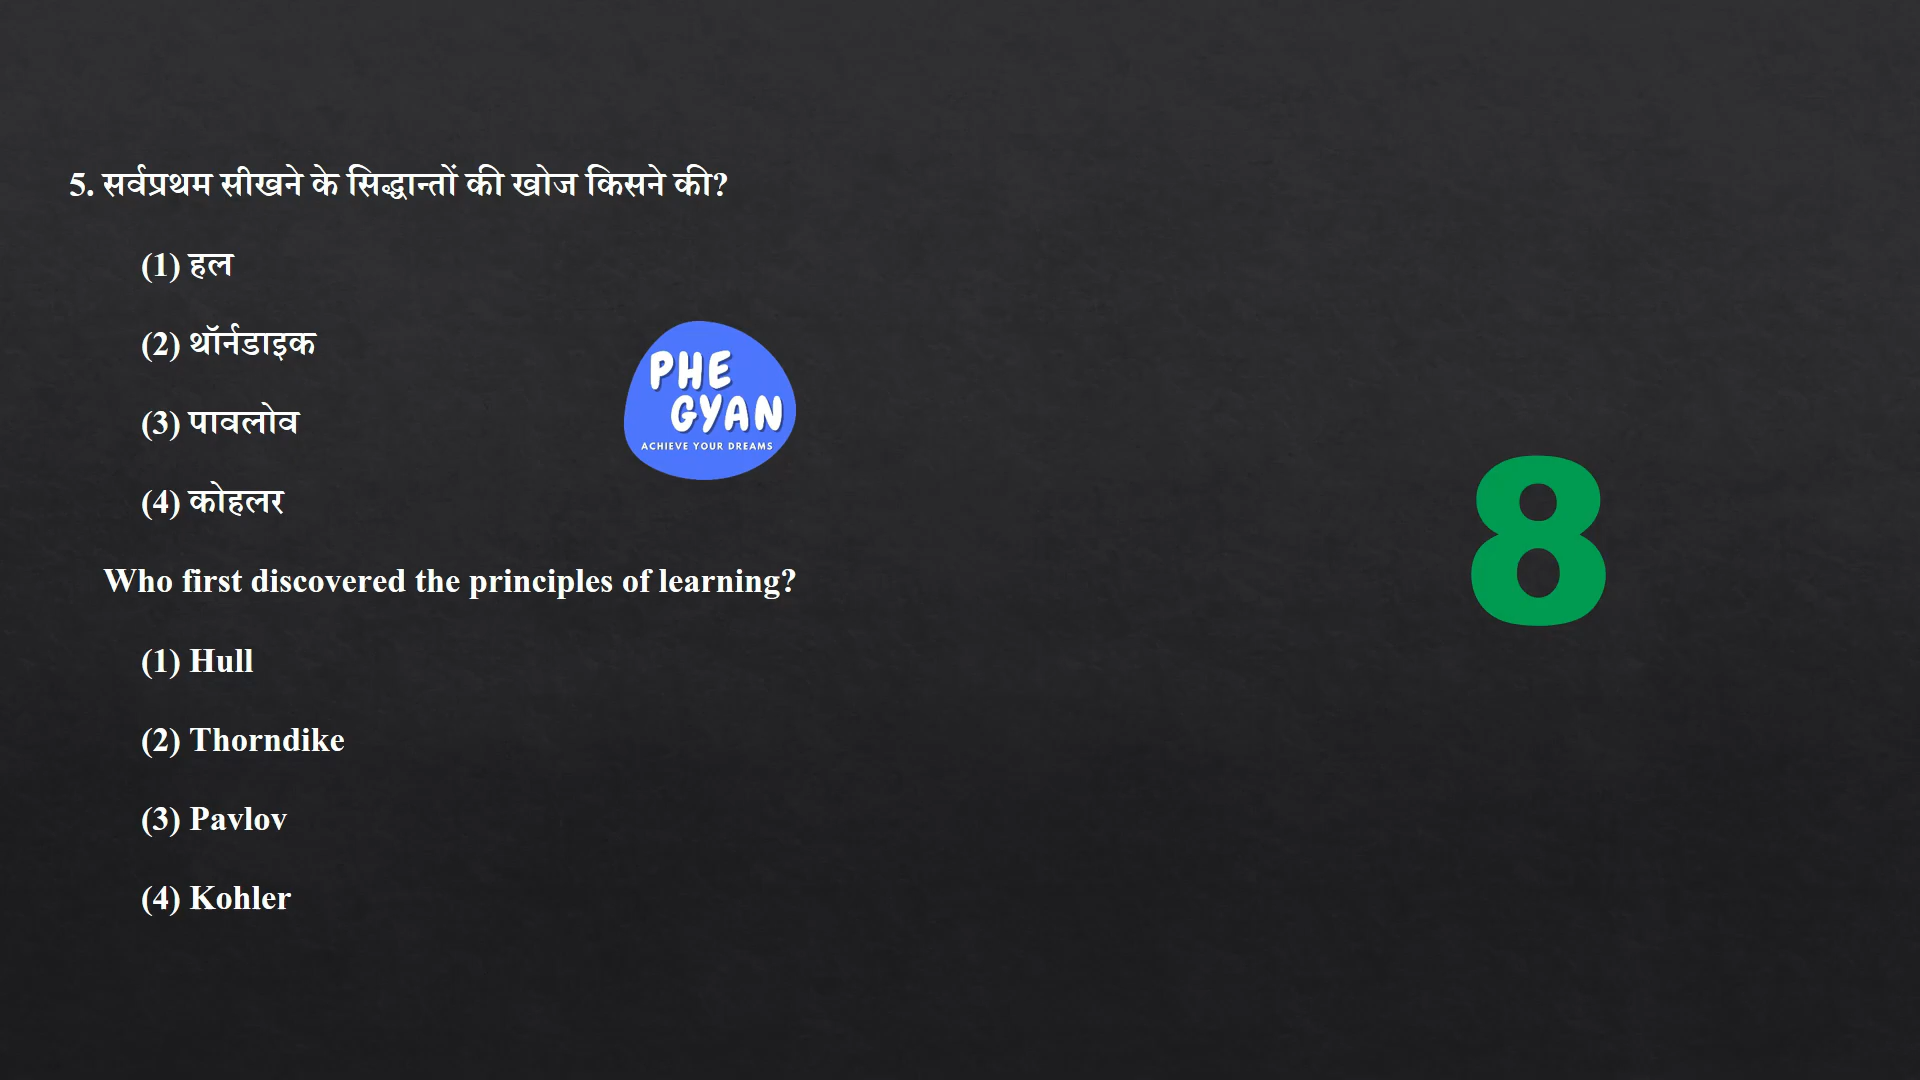 5. सर्वप्रथम सीखने के सिद्धान्तों की खोज किसने की?
(1) हल
(2) थॉर्नडाइक
(3) पावलोव
(4) कोहलर
PHE
GYAN
ACHIEVE YOUR DREAMS
8
Who first discovered the principles of learning?
(1) Hull
(2) Thorndike
(3) Pavlov
(4) Kohler